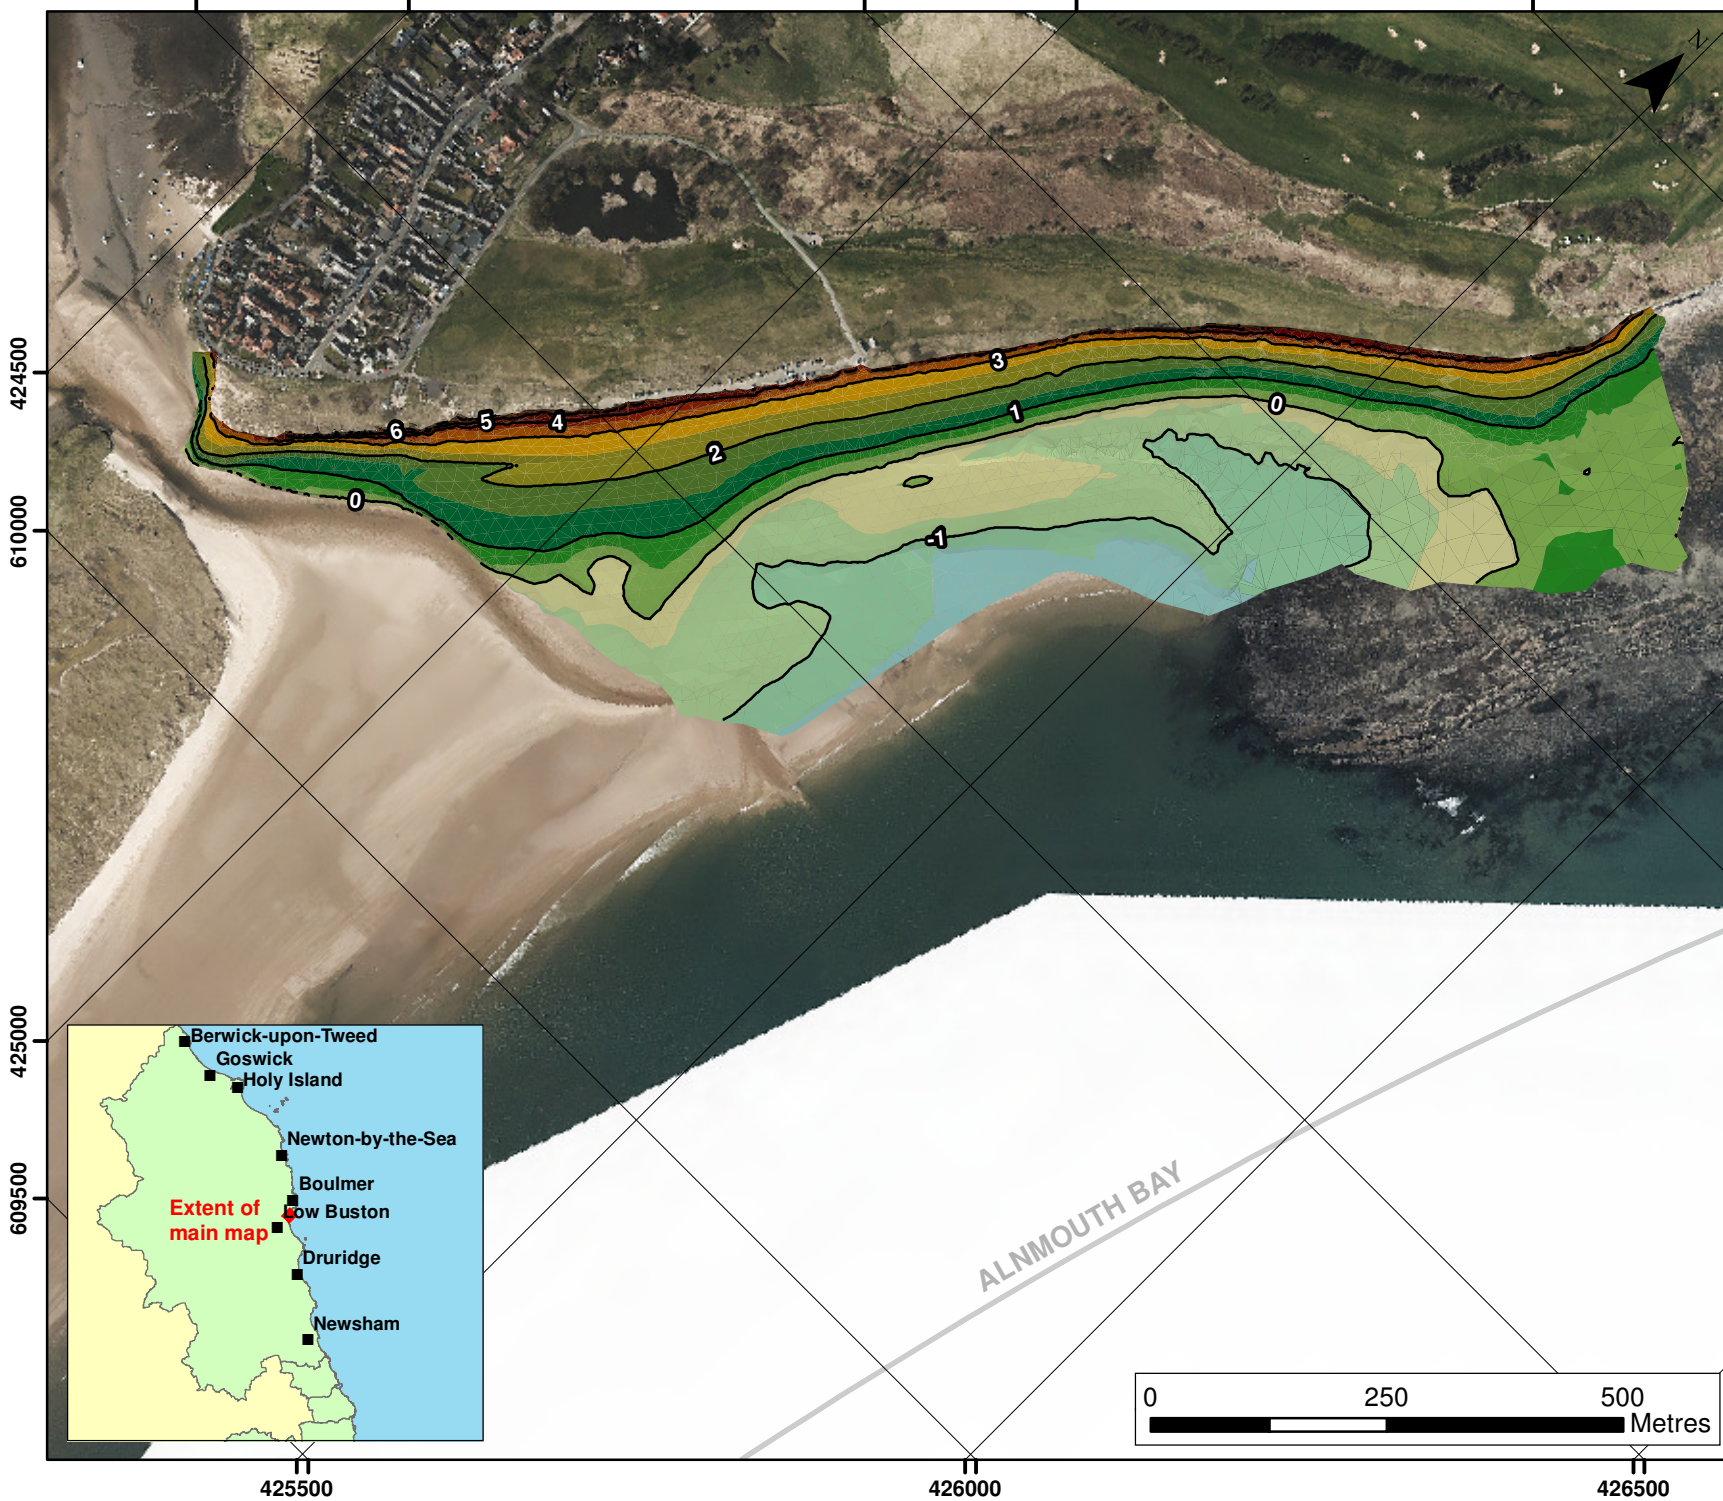 N
424500
610000
425000
609500
3
6
5
4
2
1
0
0
-1
Berwick-upon-Tweed
Goswick
Holy Island
Newton-by-the-Sea
Boulmer
Extent of
main map
Low Buston
Druridge
Newsham
ALNMOUTH BAY
0 250 500
Metres
425500
426000
426500